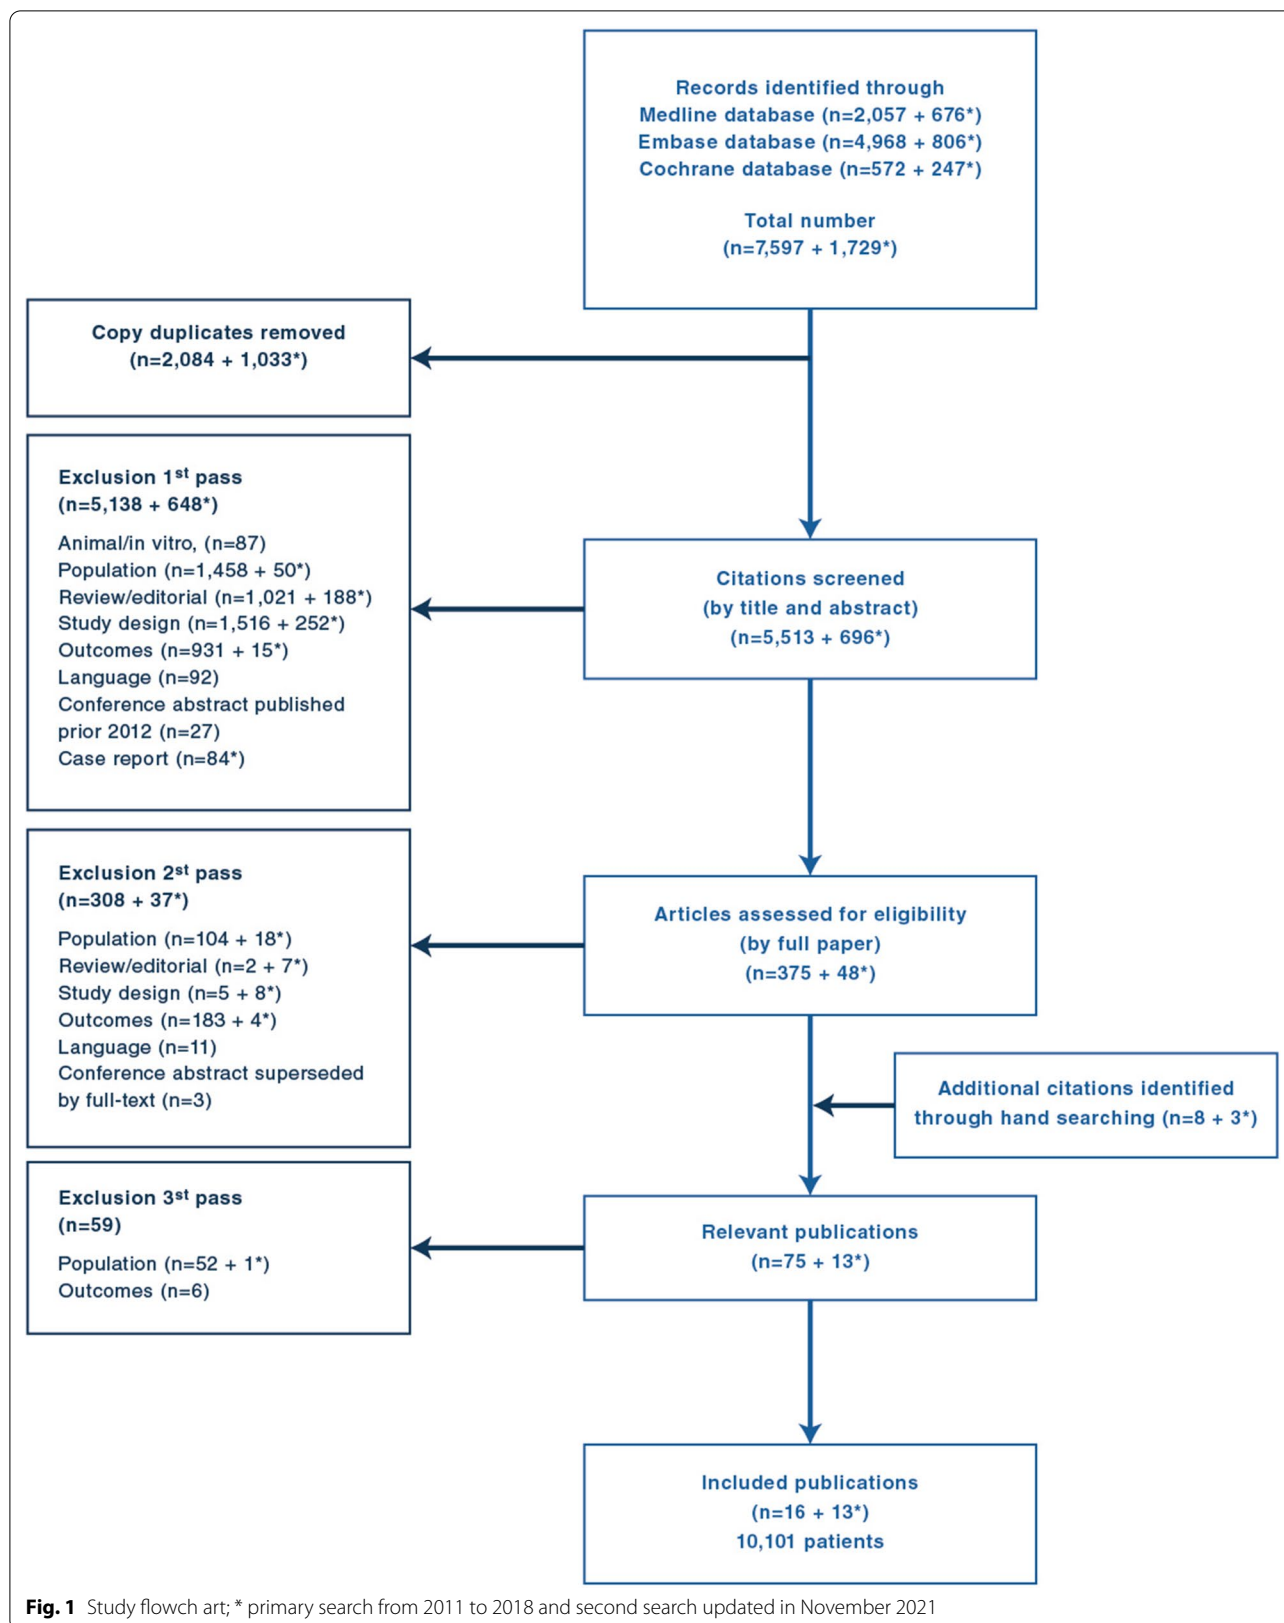 Records identified through
Medline database (n=2,057 + 676*)
Embase database (n=4,968 + 806*)
Cochrane database (n=572 + 247*)
Total number
(n=7,597 + 1,729*)
Copy duplicates removed
(n=2,084 + 1,033*)
Exclusion 1st pass
(n=5,138 + 648*)
Animal/in vitro, (n=87)
Population (n=1,458 + 50*)
Review/editorial (n=1,021 + 188*)
Study design (n=1,516 + 252*)
Outcomes (n=931 + 15*)
Language (n=92)
Conference abstract published
prior 2012 (n=27)
Case report (n=84*)
Citations screened
(by title and abstract)
(n=5,513 + 696*)
Exclusion 2st pass
(n=308 + 37*)
Population (n=104 + 18*)
Review/editorial (n=2 + 7*)
Study design (n=5 + 8*)
Outcomes (n=183 + 4*)
Language (n=11)
Conference abstract superseded
by full-text (n=3)
Articles assessed for eligibility
(by full paper)
(n=375 + 48*)
Additional citations identified
through hand searching (n=8 + 3*)
Exclusion 3st pass
(n=59)
Population (n=52 + 1*)
Outcomes (n=6)
Relevant publications
(n=75 + 13*)
Included publications
(n=16 + 13*)
10,101 patients
Fig. 1 Study flowch art; * primary search from 2011 to 2018 and second search updated in November 2021